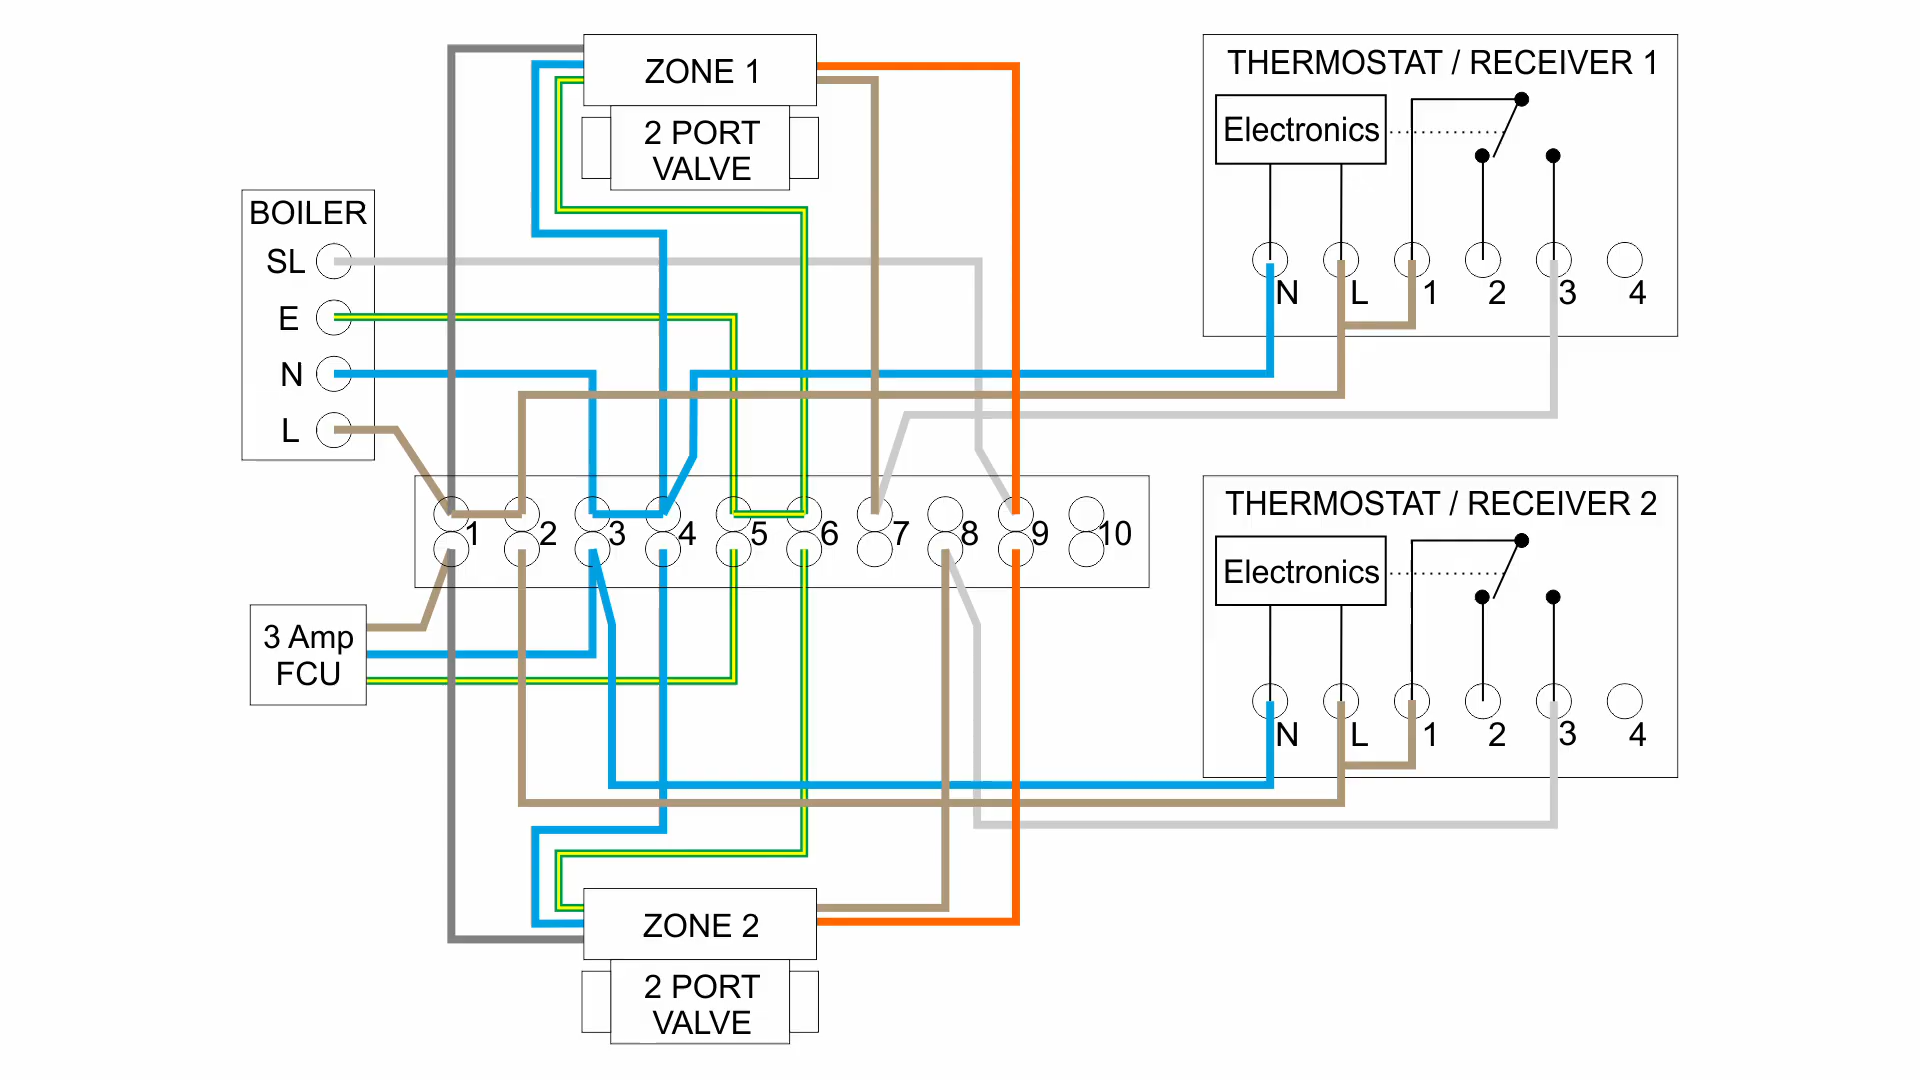 ZONE 1
2 PORT
VALVE
THERMOSTAT / RECEIVER 1
Electronics
N L 1 2 3 4
BOILER
SL
E
N
L
1 2 3 4 5 6 7 8 9 10
THERMOSTAT / RECEIVER 2
Electronics
N L 1 2 3 4
3 Amp
FCU
ZONE 2
2 PORT
VALVE